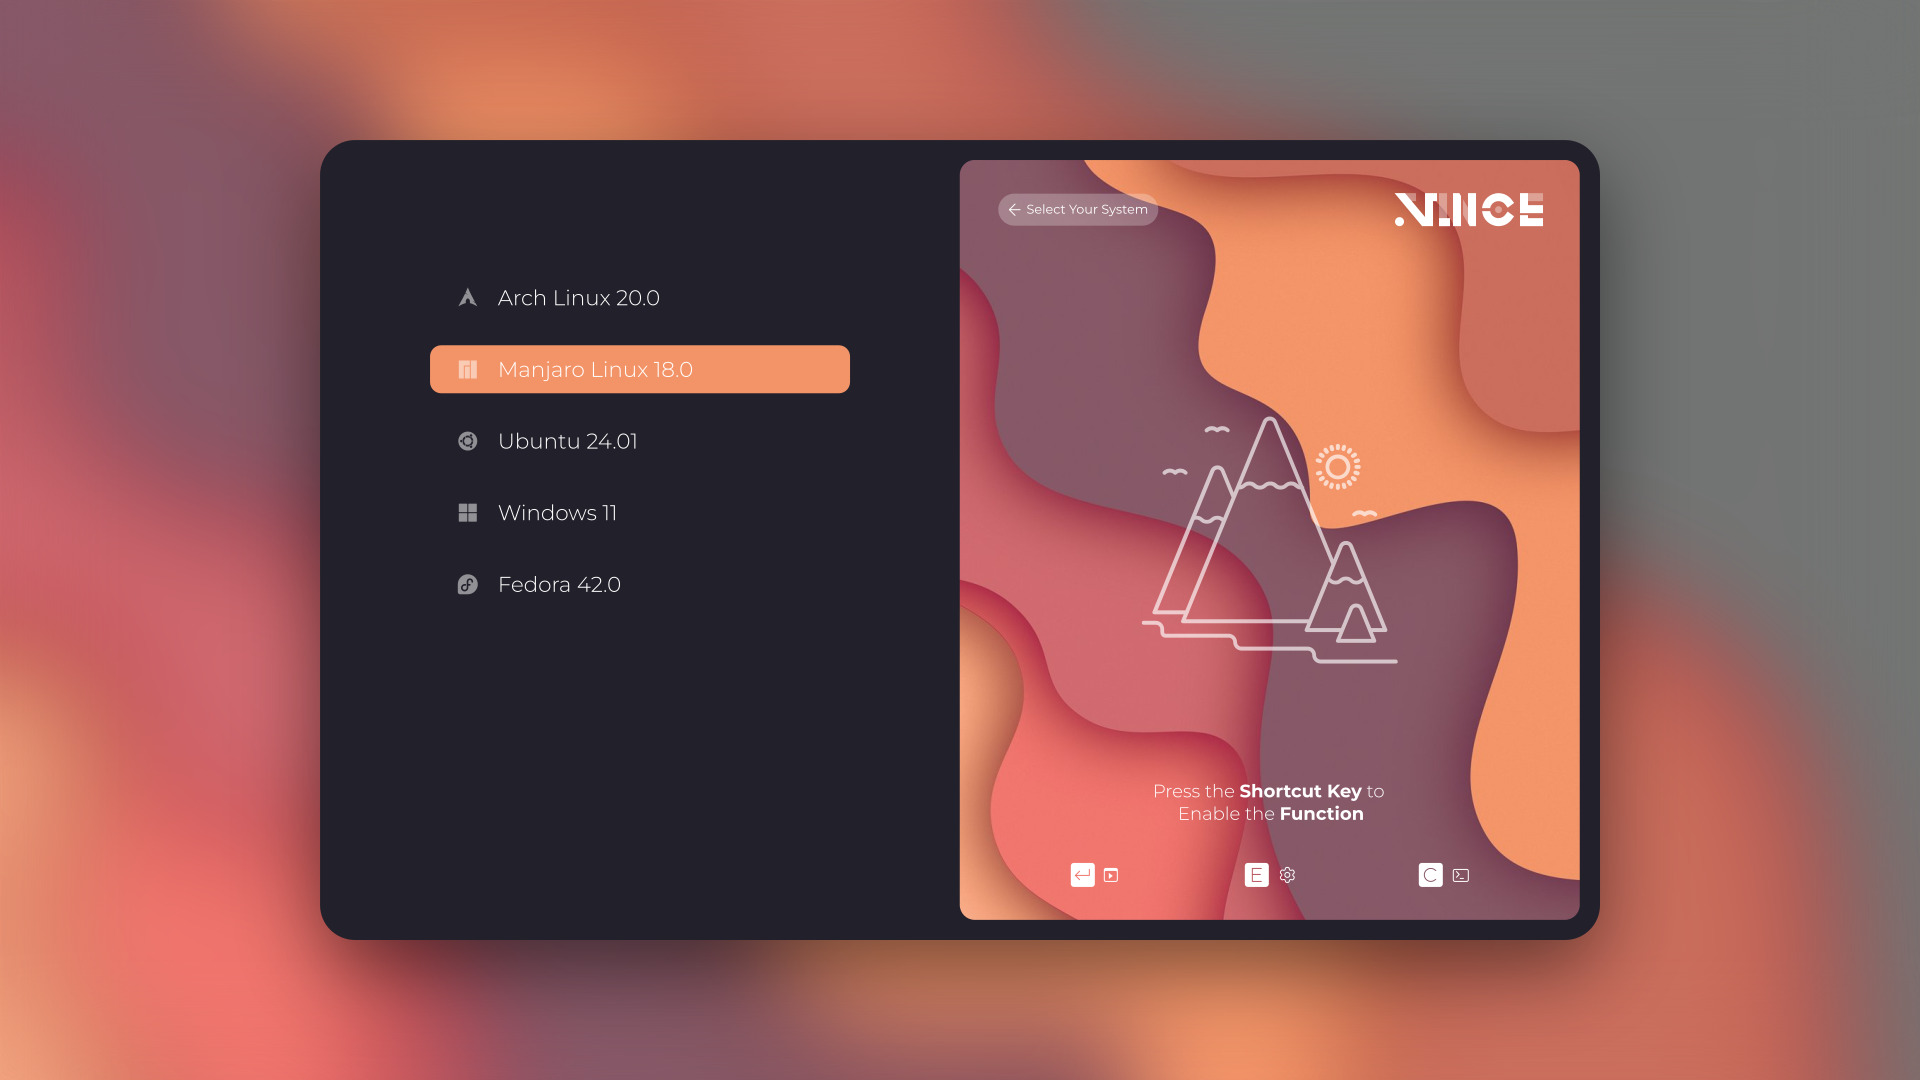 Arch Linux 20.0
Manjaro Linux 18.0
Ubuntu 24.01
Windows 11
Fedora 42.0
← Select Your System
.VINCE
Press the Shortcut Key to
Enable the Function
E
C